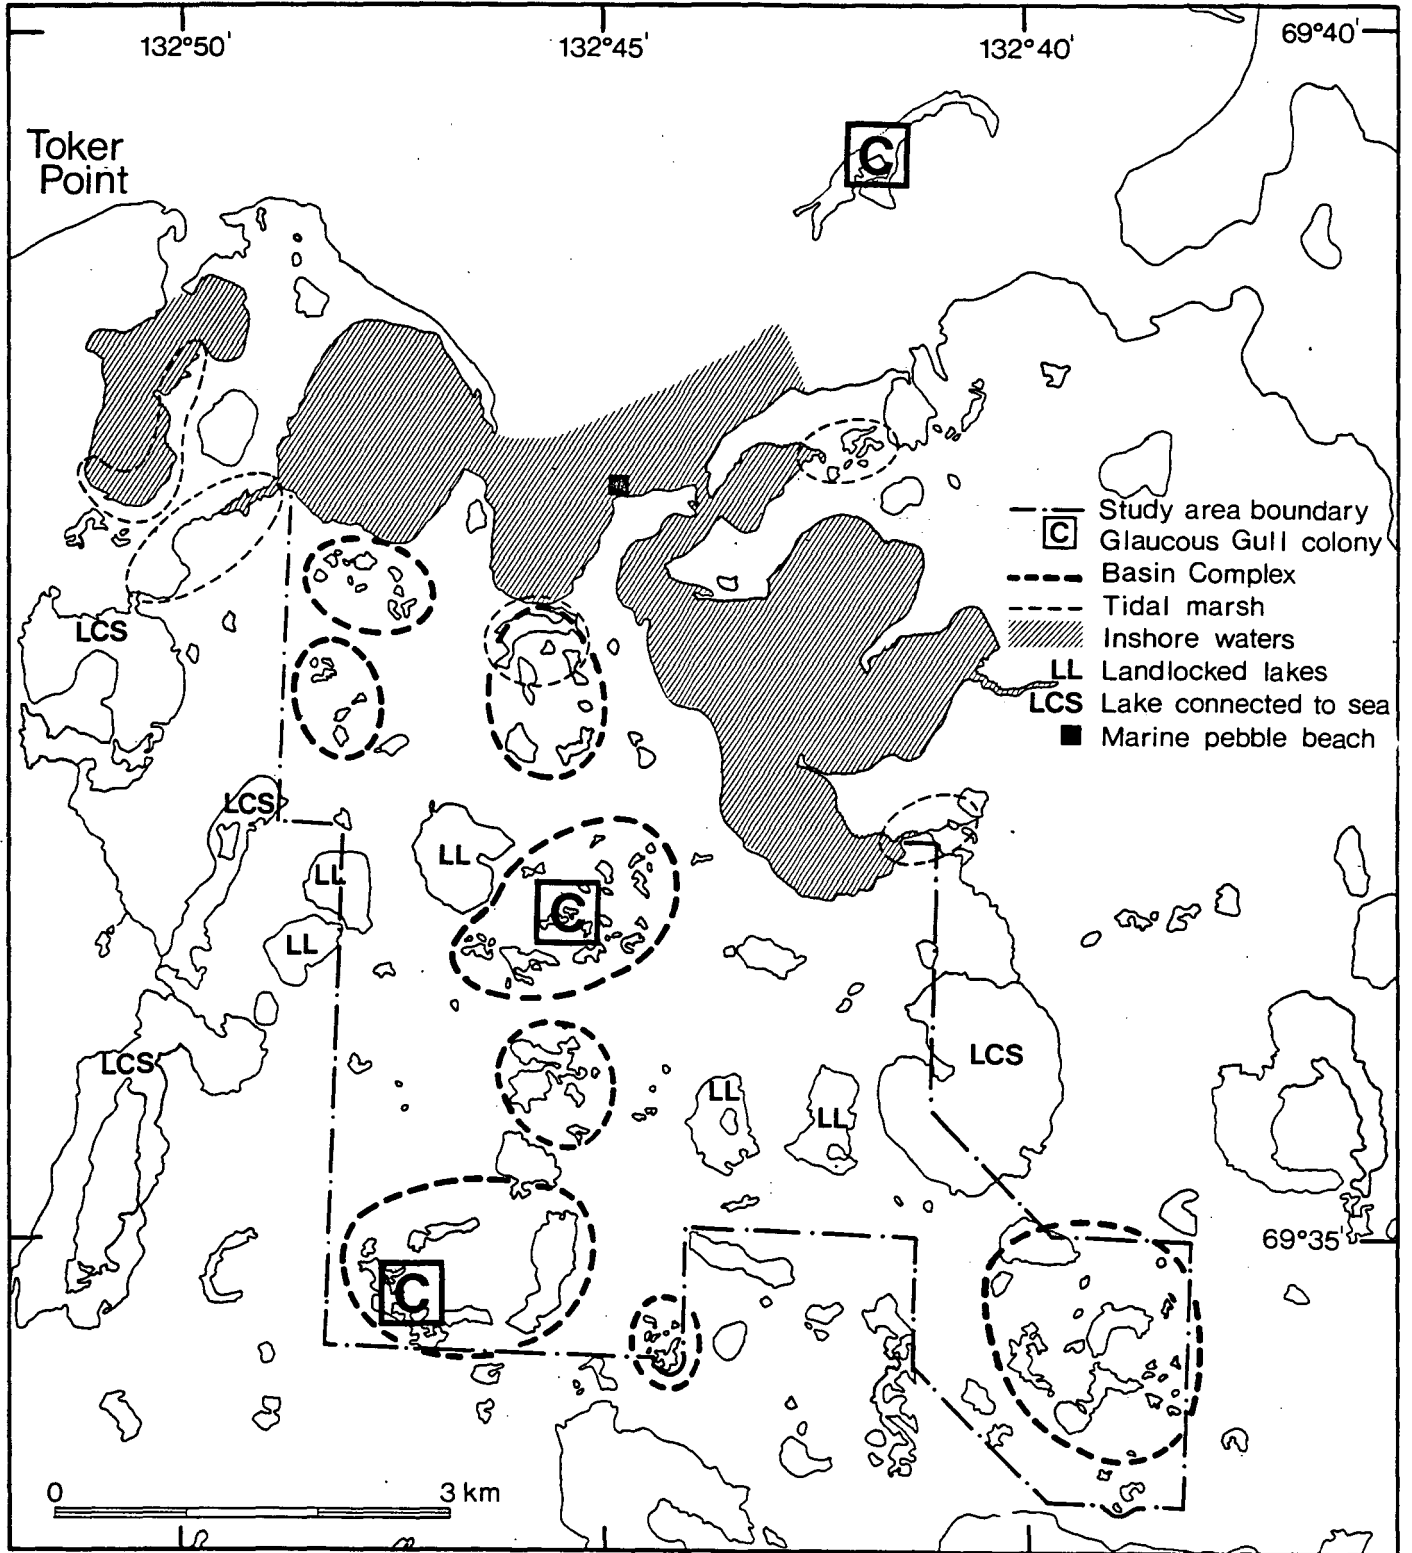 132°50'
132°45'
132°40'
69°40'
Toker
Point
C
Study area boundary
C Glaucous Gull colony
Basin Complex
Tidal marsh
Inshore waters
LL Landlocked lakes
LCS Lake connected to sea
Marine pebble beach
LCS
LCS
LL
LL
LL
C
LCS
LCS
LL
LL
69°35'
C
0 3 km